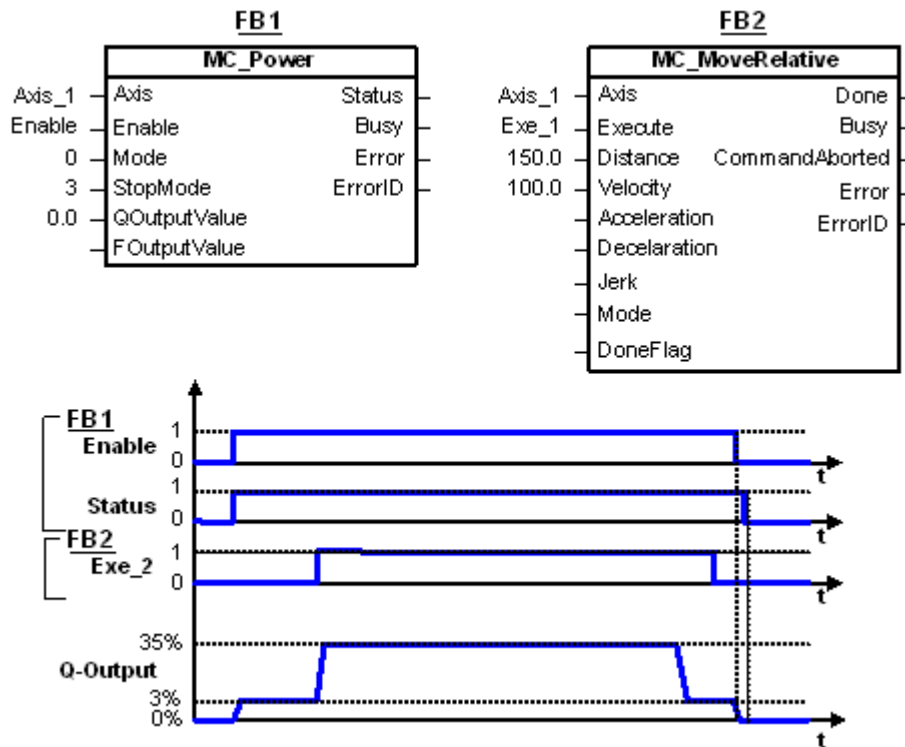 FB1
MC_Power
Axis_1 Axis Status
Enable Enable Busy
0 Mode Error
3 StopMode ErrorID
0.0 QOutputValue
FOutputValue
FB2
MC_MoveRelative
Axis_1 Axis Done
Exe_1 Execute Busy
150.0 Distance CommandAborted
100.0 Velocity Error
Acceleration ErrorID
Decelaration
Jerk
Mode
DoneFlag
FB1
Enable 1
0
t
Status 1
0
t
FB2
Exe_2 1
0
t
Q-Output 35%
3%
0%
t